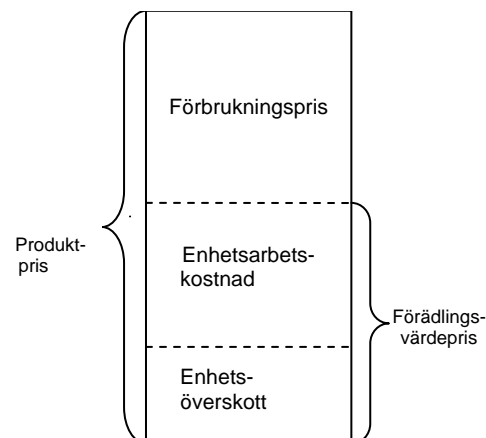 Förbrukningspris
Produkt-
pris
Enhetsarbets-
kostnad
Förädlings-
värdepris
Enhets-
överskott